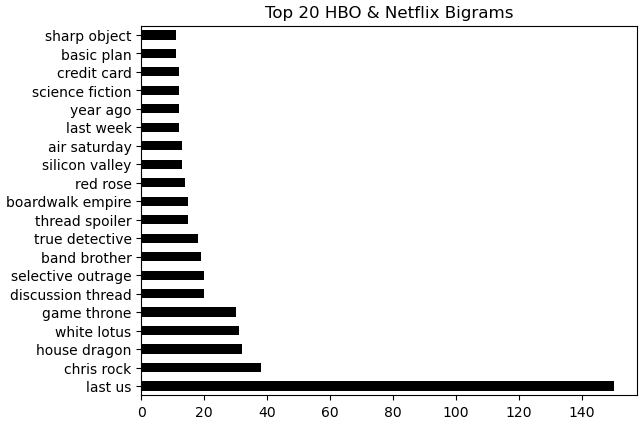 Top 20 HBO & Netflix Bigrams
sharp object
basic plan
credit card
science fiction
year ago
last week
air saturday
silicon valley
red rose
boardwalk empire
thread spoiler
true detective
band brother
selective outrage
discussion thread
game throne
white lotus
house dragon
chris rock
last us
0 20 40 60 80 100 120 140